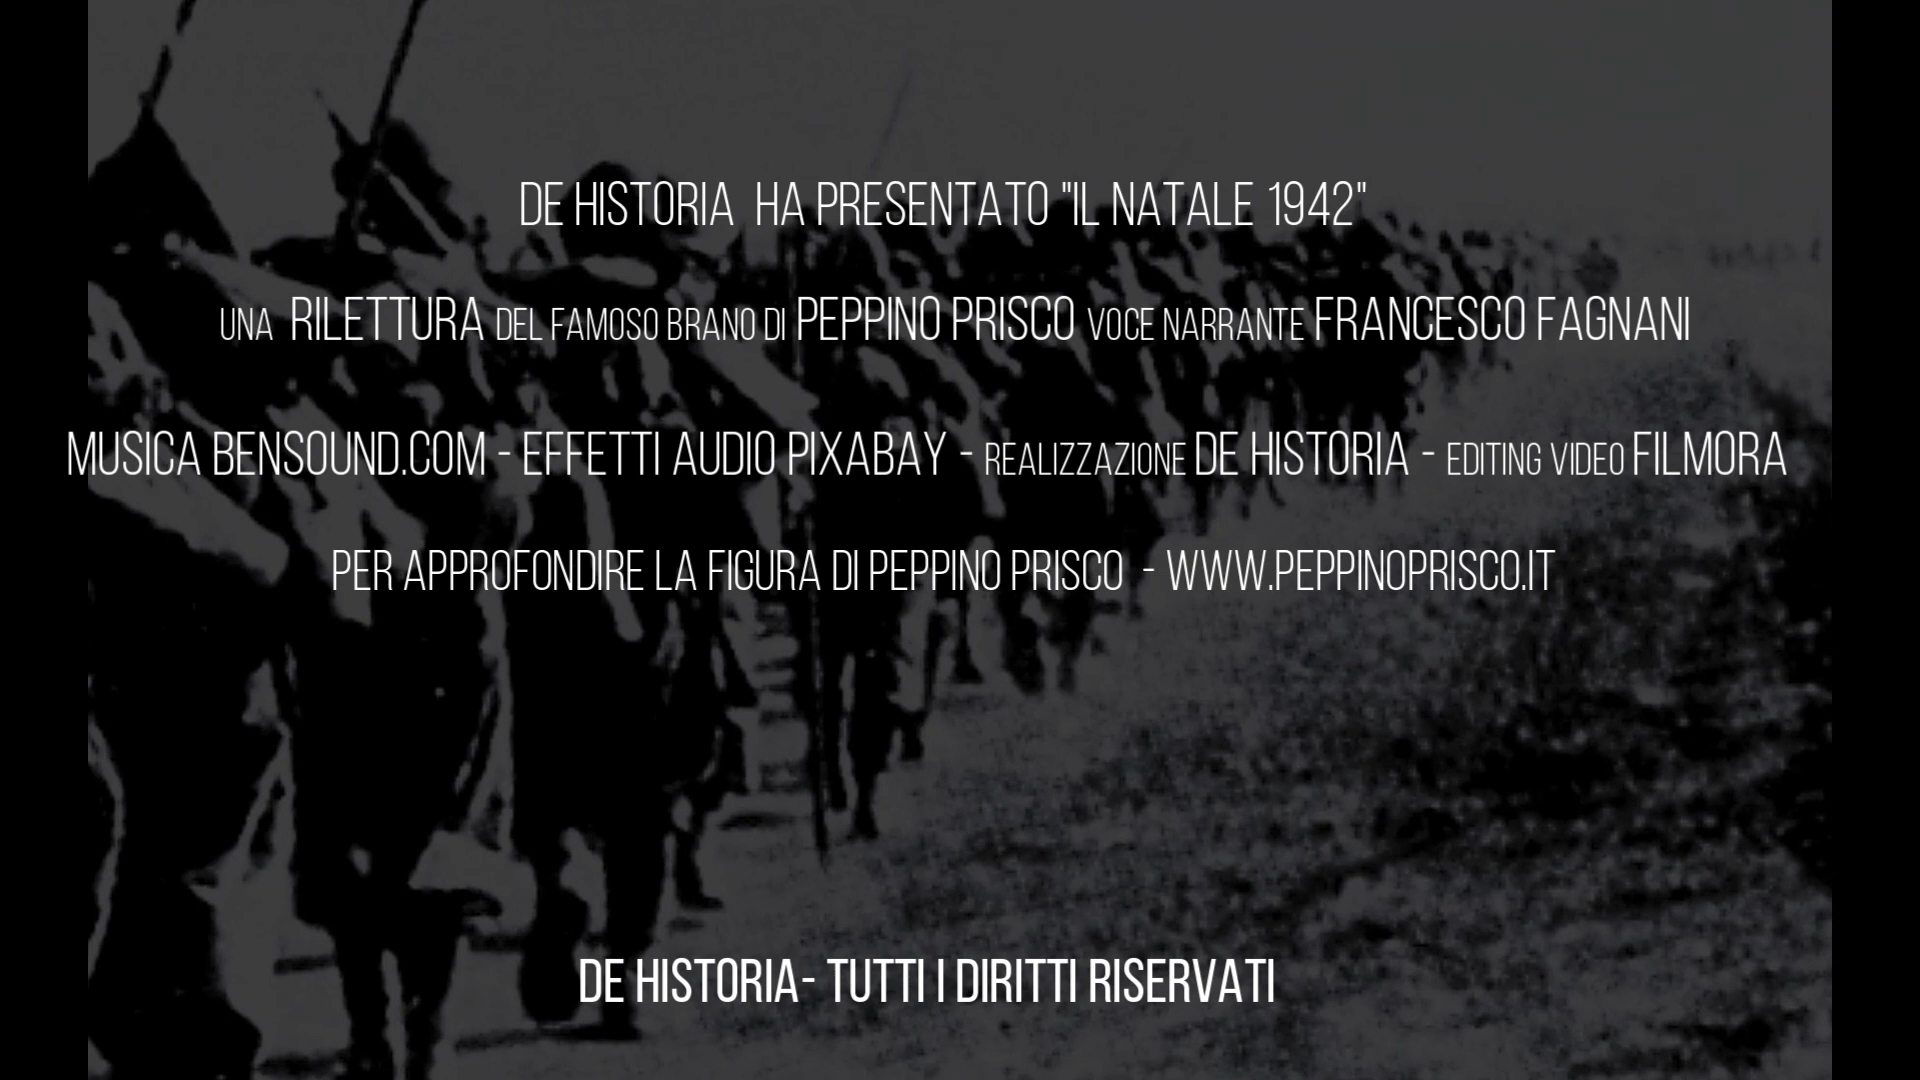 DE HISTORIA HA PRESENTATO "IL NATALE 1942"
UNA RILETTURA DEL FAMOSO BRANO DI PEPPINO PRISCO VOCE NARRANTE FRANCESCO FAGNANI
MUSICA BENSOUND.COM - EFFETTI AUDIO PIXABAY - REALIZZAZIONE DE HISTORIA - EDITING VIDEO FILMORA
PER APPROFONDIRE LA FIGURA DI PEPPINO PRISCO - WWW.PEPPINOPRISCO.IT
DE HISTORIA- TUTTI I DIRITTI RISERVATI